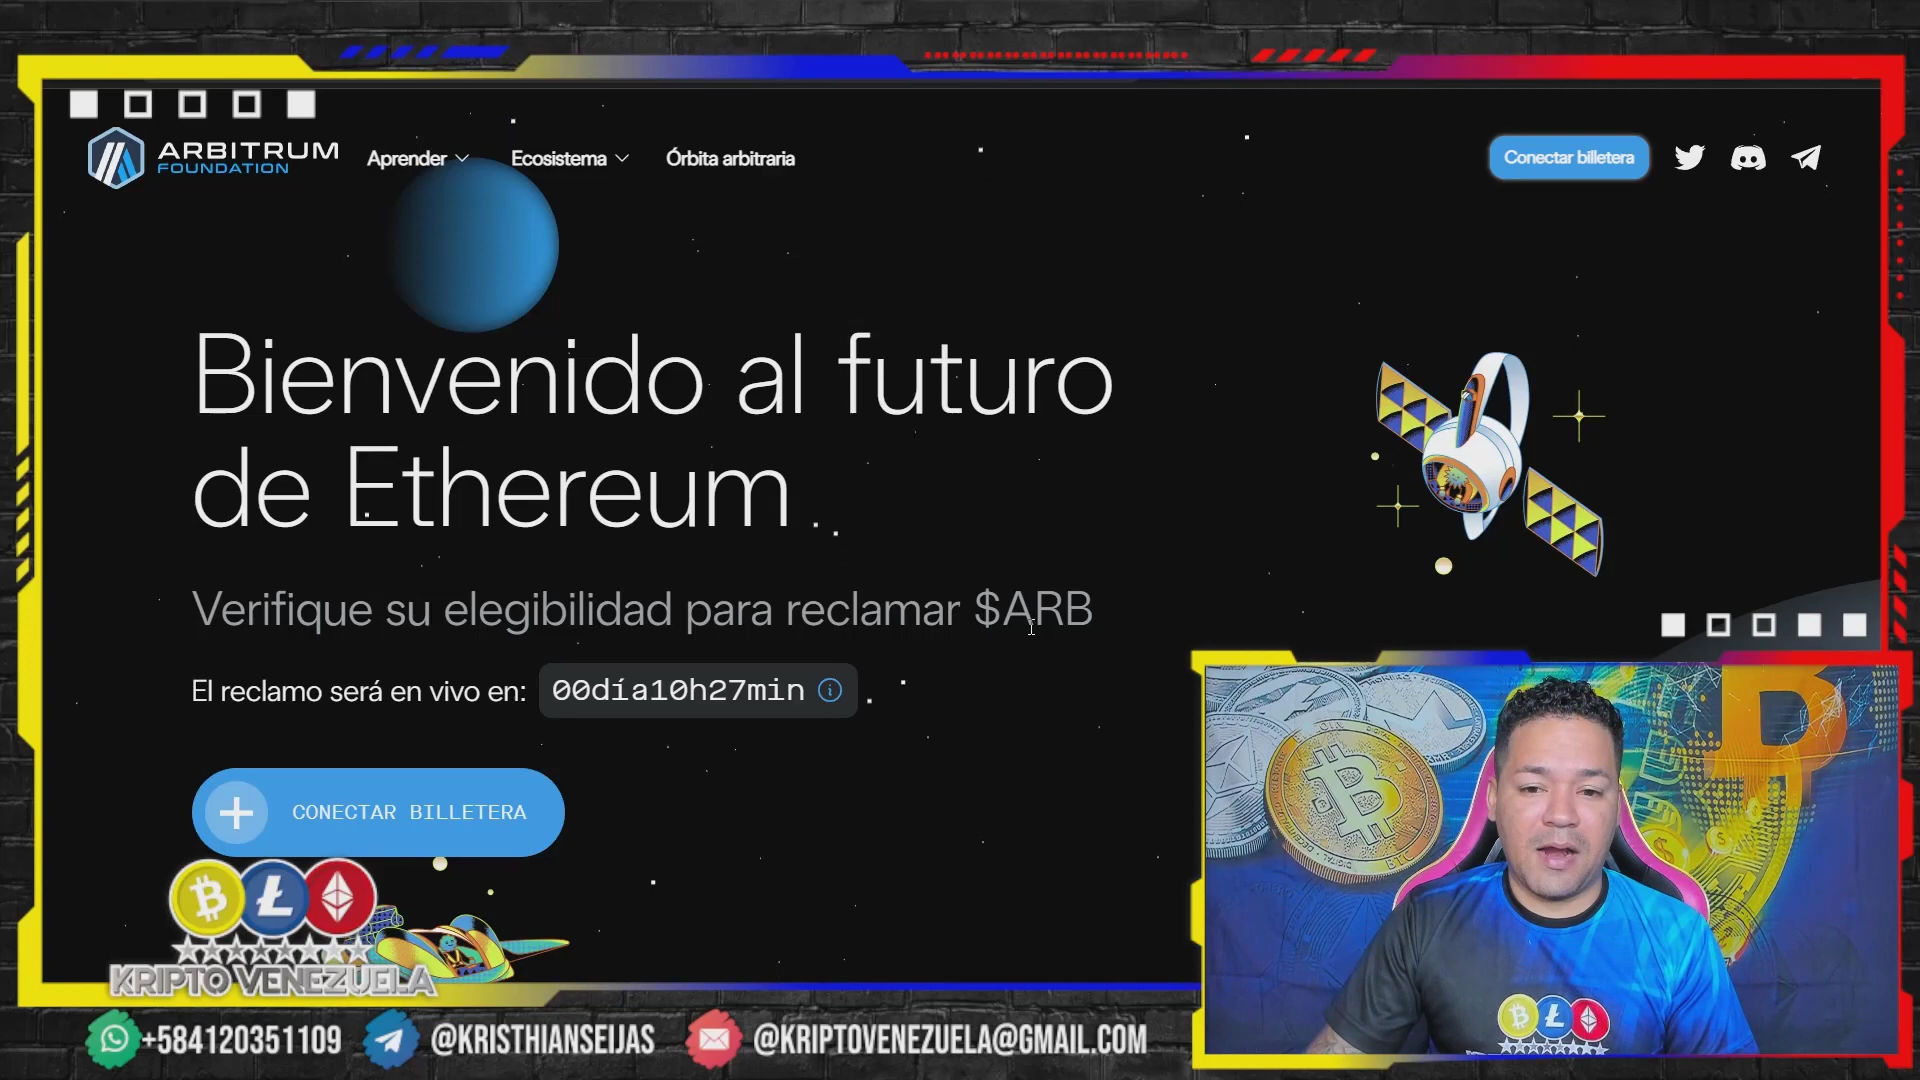 ARBITRUM
FOUNDATION
Aprender
Ecosistema
Órbita arbitraria
Conectar billetera
Bienvenido al futuro
de Ethereum
Verifique su elegibilidad para reclamar $ARB
El reclamo será en vivo en: 00día10h27min
CONECTAR BILLETERA
KRIPTO VENEZUELA
+584120351109
@KRISTHIANSEIJAS
@KRIPTOVENEZUELA@GMAIL.COM